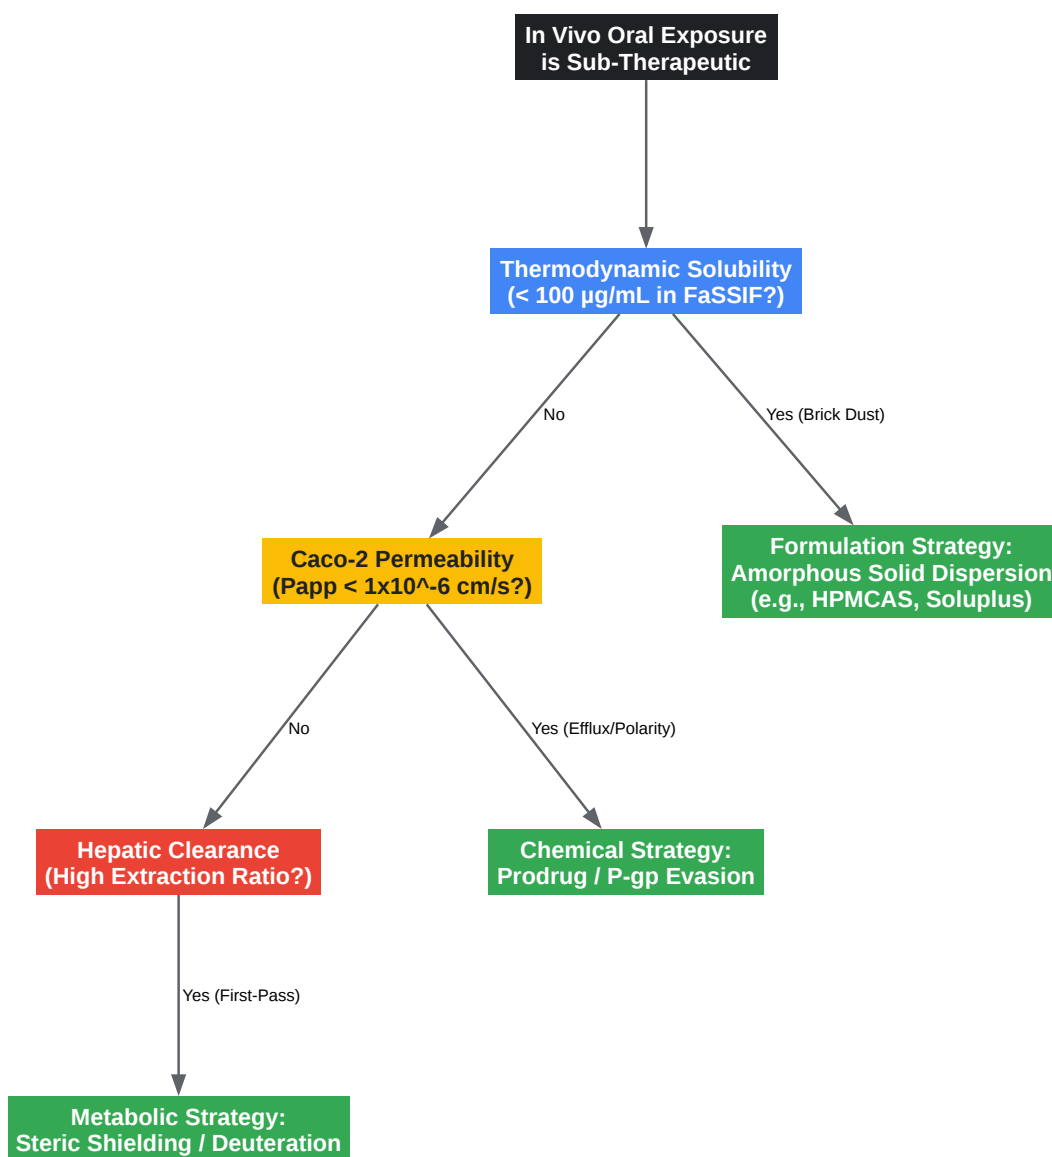 In Vivo Oral Exposure
is Sub-Therapeutic
Thermodynamic Solubility
(< 100 µg/mL in FaSSIF?)
No
Yes (Brick Dust)
Formulation Strategy:
Amorphous Solid Dispersion
(e.g., HPMCAS, Soluplus)
Caco-2 Permeability
(Papp < 1x10^-6 cm/s?)
No
Yes (Efflux/Polarity)
Hepatic Clearance
(High Extraction Ratio?)
Chemical Strategy:
Prodrug / P-gp Evasion
Yes (First-Pass)
Metabolic Strategy:
Steric Shielding / Deuteration